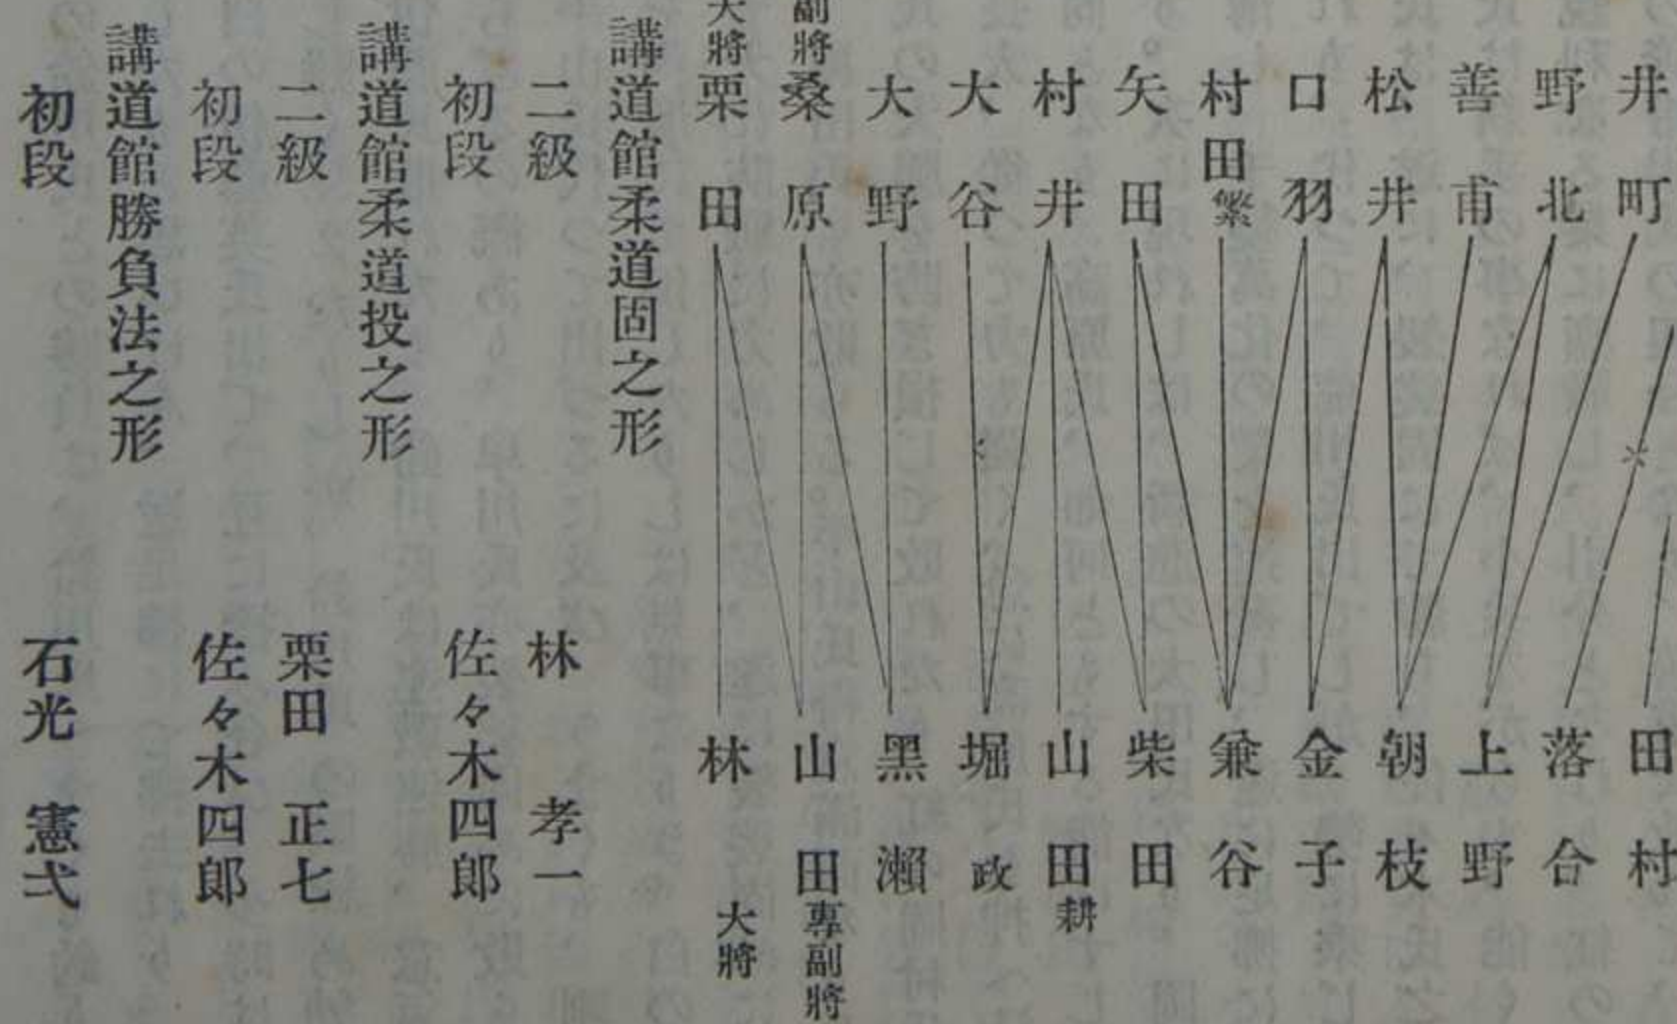 井町
田村
野北
落合
善甫
上野
松井
朝枝
口羽
金子
村田繁
兼谷
矢田
柴田
村井
山田耕
大谷
堀政
大野
黑瀨
副將 桑原
山田專 副將
大將 栗田
林 大將
講道館柔道固之形
二級 林孝一
初段 佐々木四郎
講道館柔道投之形
二級 栗田正七
初段 佐々木四郎
講道館勝負法之形
初段 石光憲弌